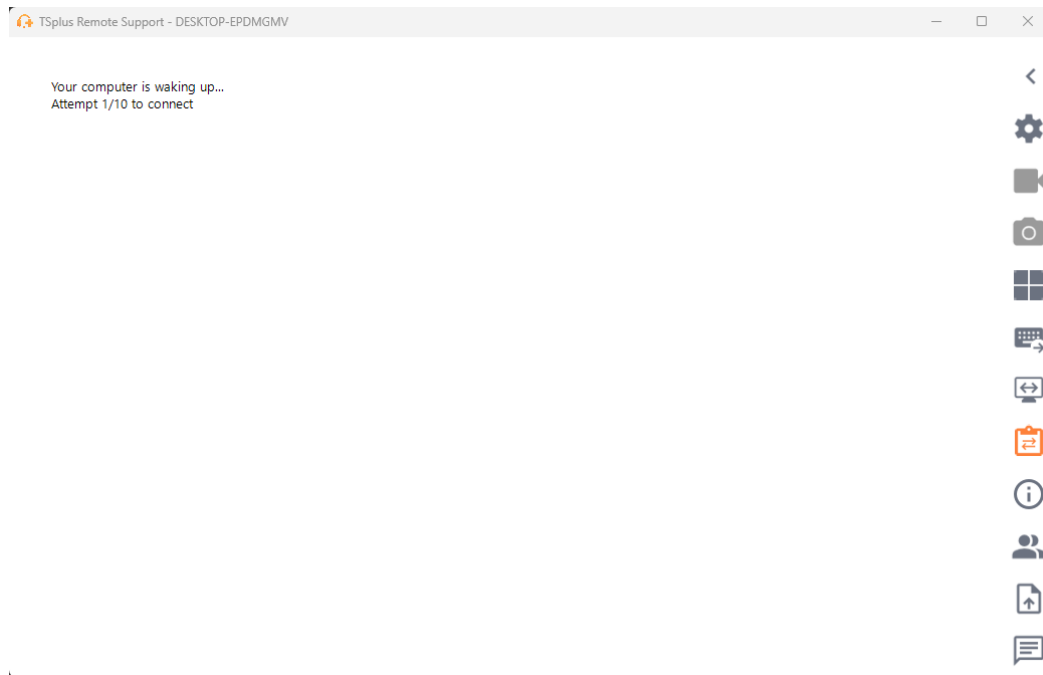 TSplus Remote Support - DESKTOP-EPDMGMV
Your computer is waking up...
Attempt 1/10 to connect